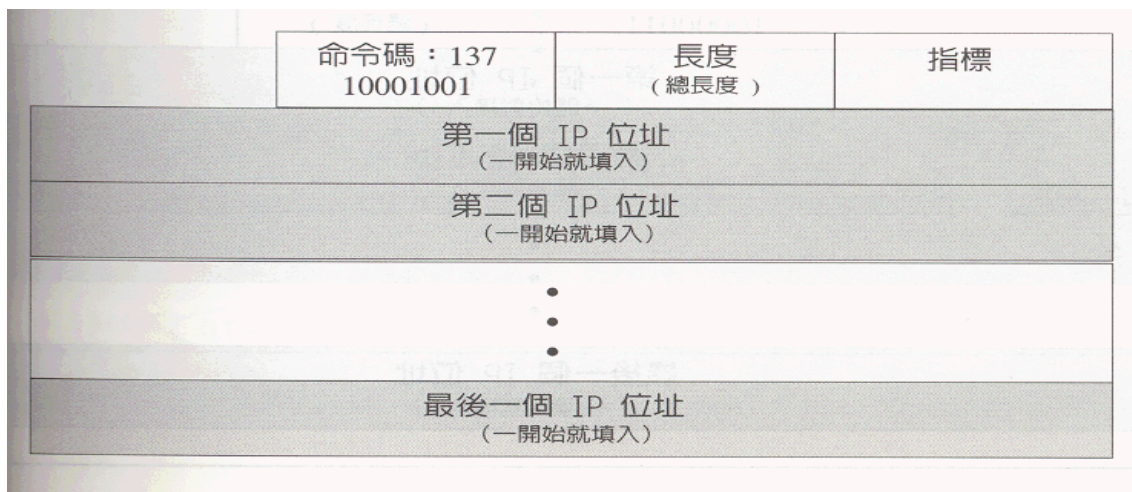 命令碼：137
10001001
長度
(總長度)
指標
第一個 IP 位址
(一開始就填入)
第二個 IP 位址
(一開始就填入)
最後一個 IP 位址
(一開始就填入)